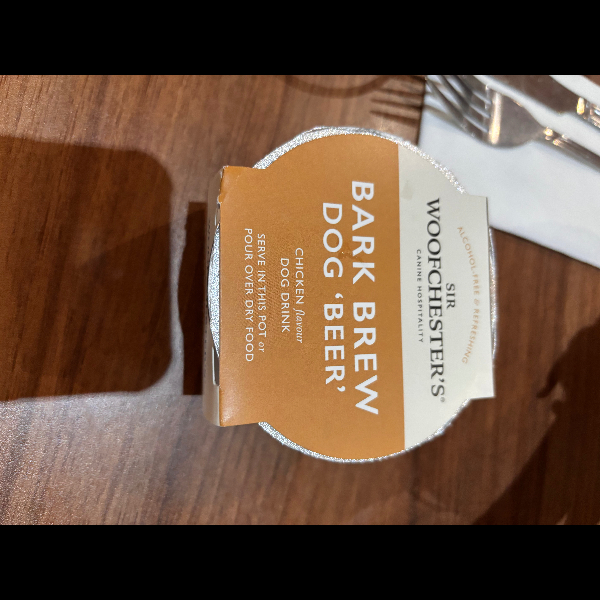 ALCOHOL-FREE & REFRESHING
SIR
WOOFCHESTER'S®
CANINE HOSPITALITY
BARK BREW
DOG 'BEER'
CHICKEN flavour
DOG DRINK
SERVE IN THIS POT or
POUR OVER DRY FOOD